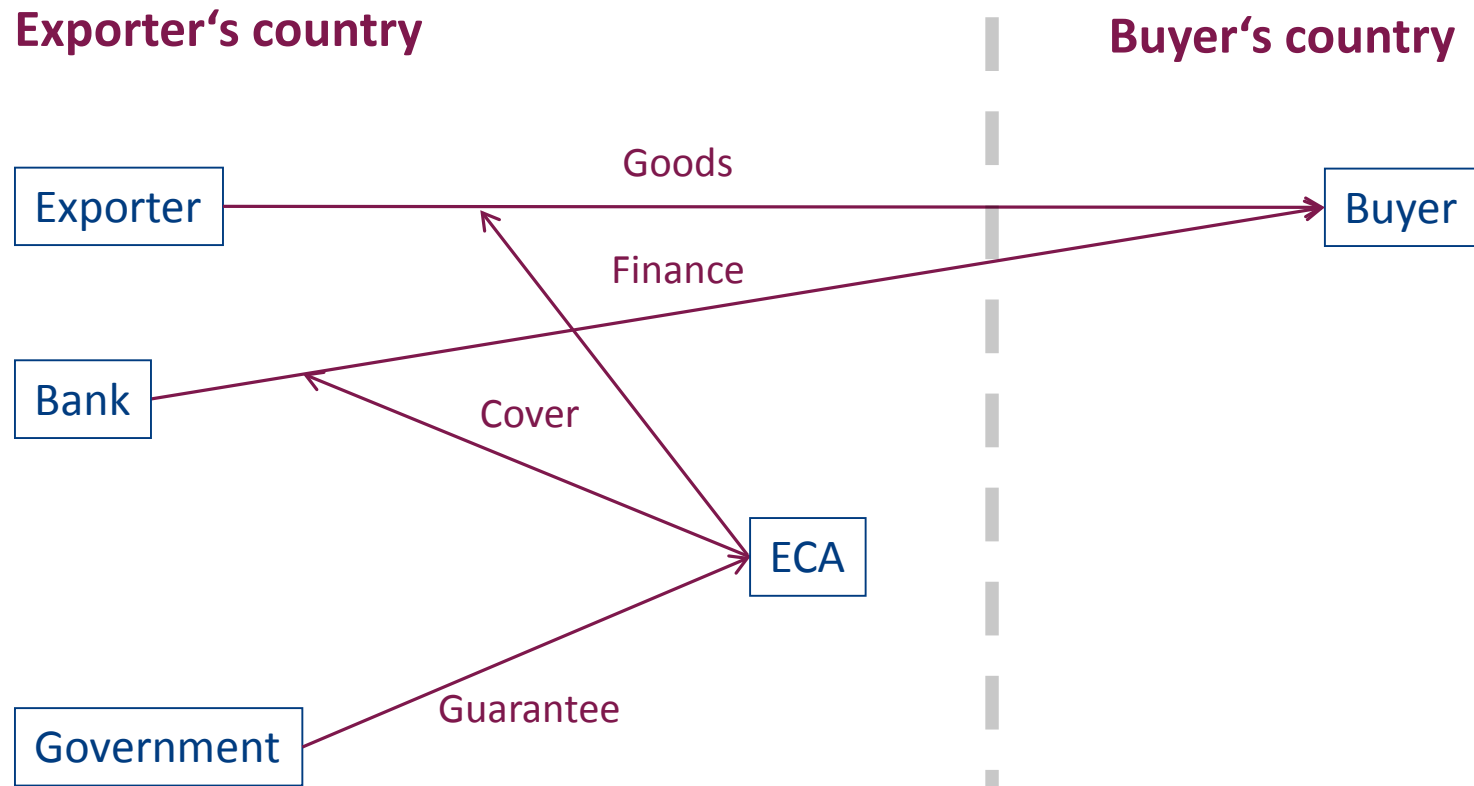 Exporter‘s country
Buyer‘s country
Goods
Exporter
Buyer
Finance
Bank
Cover
ECA
Guarantee
Government